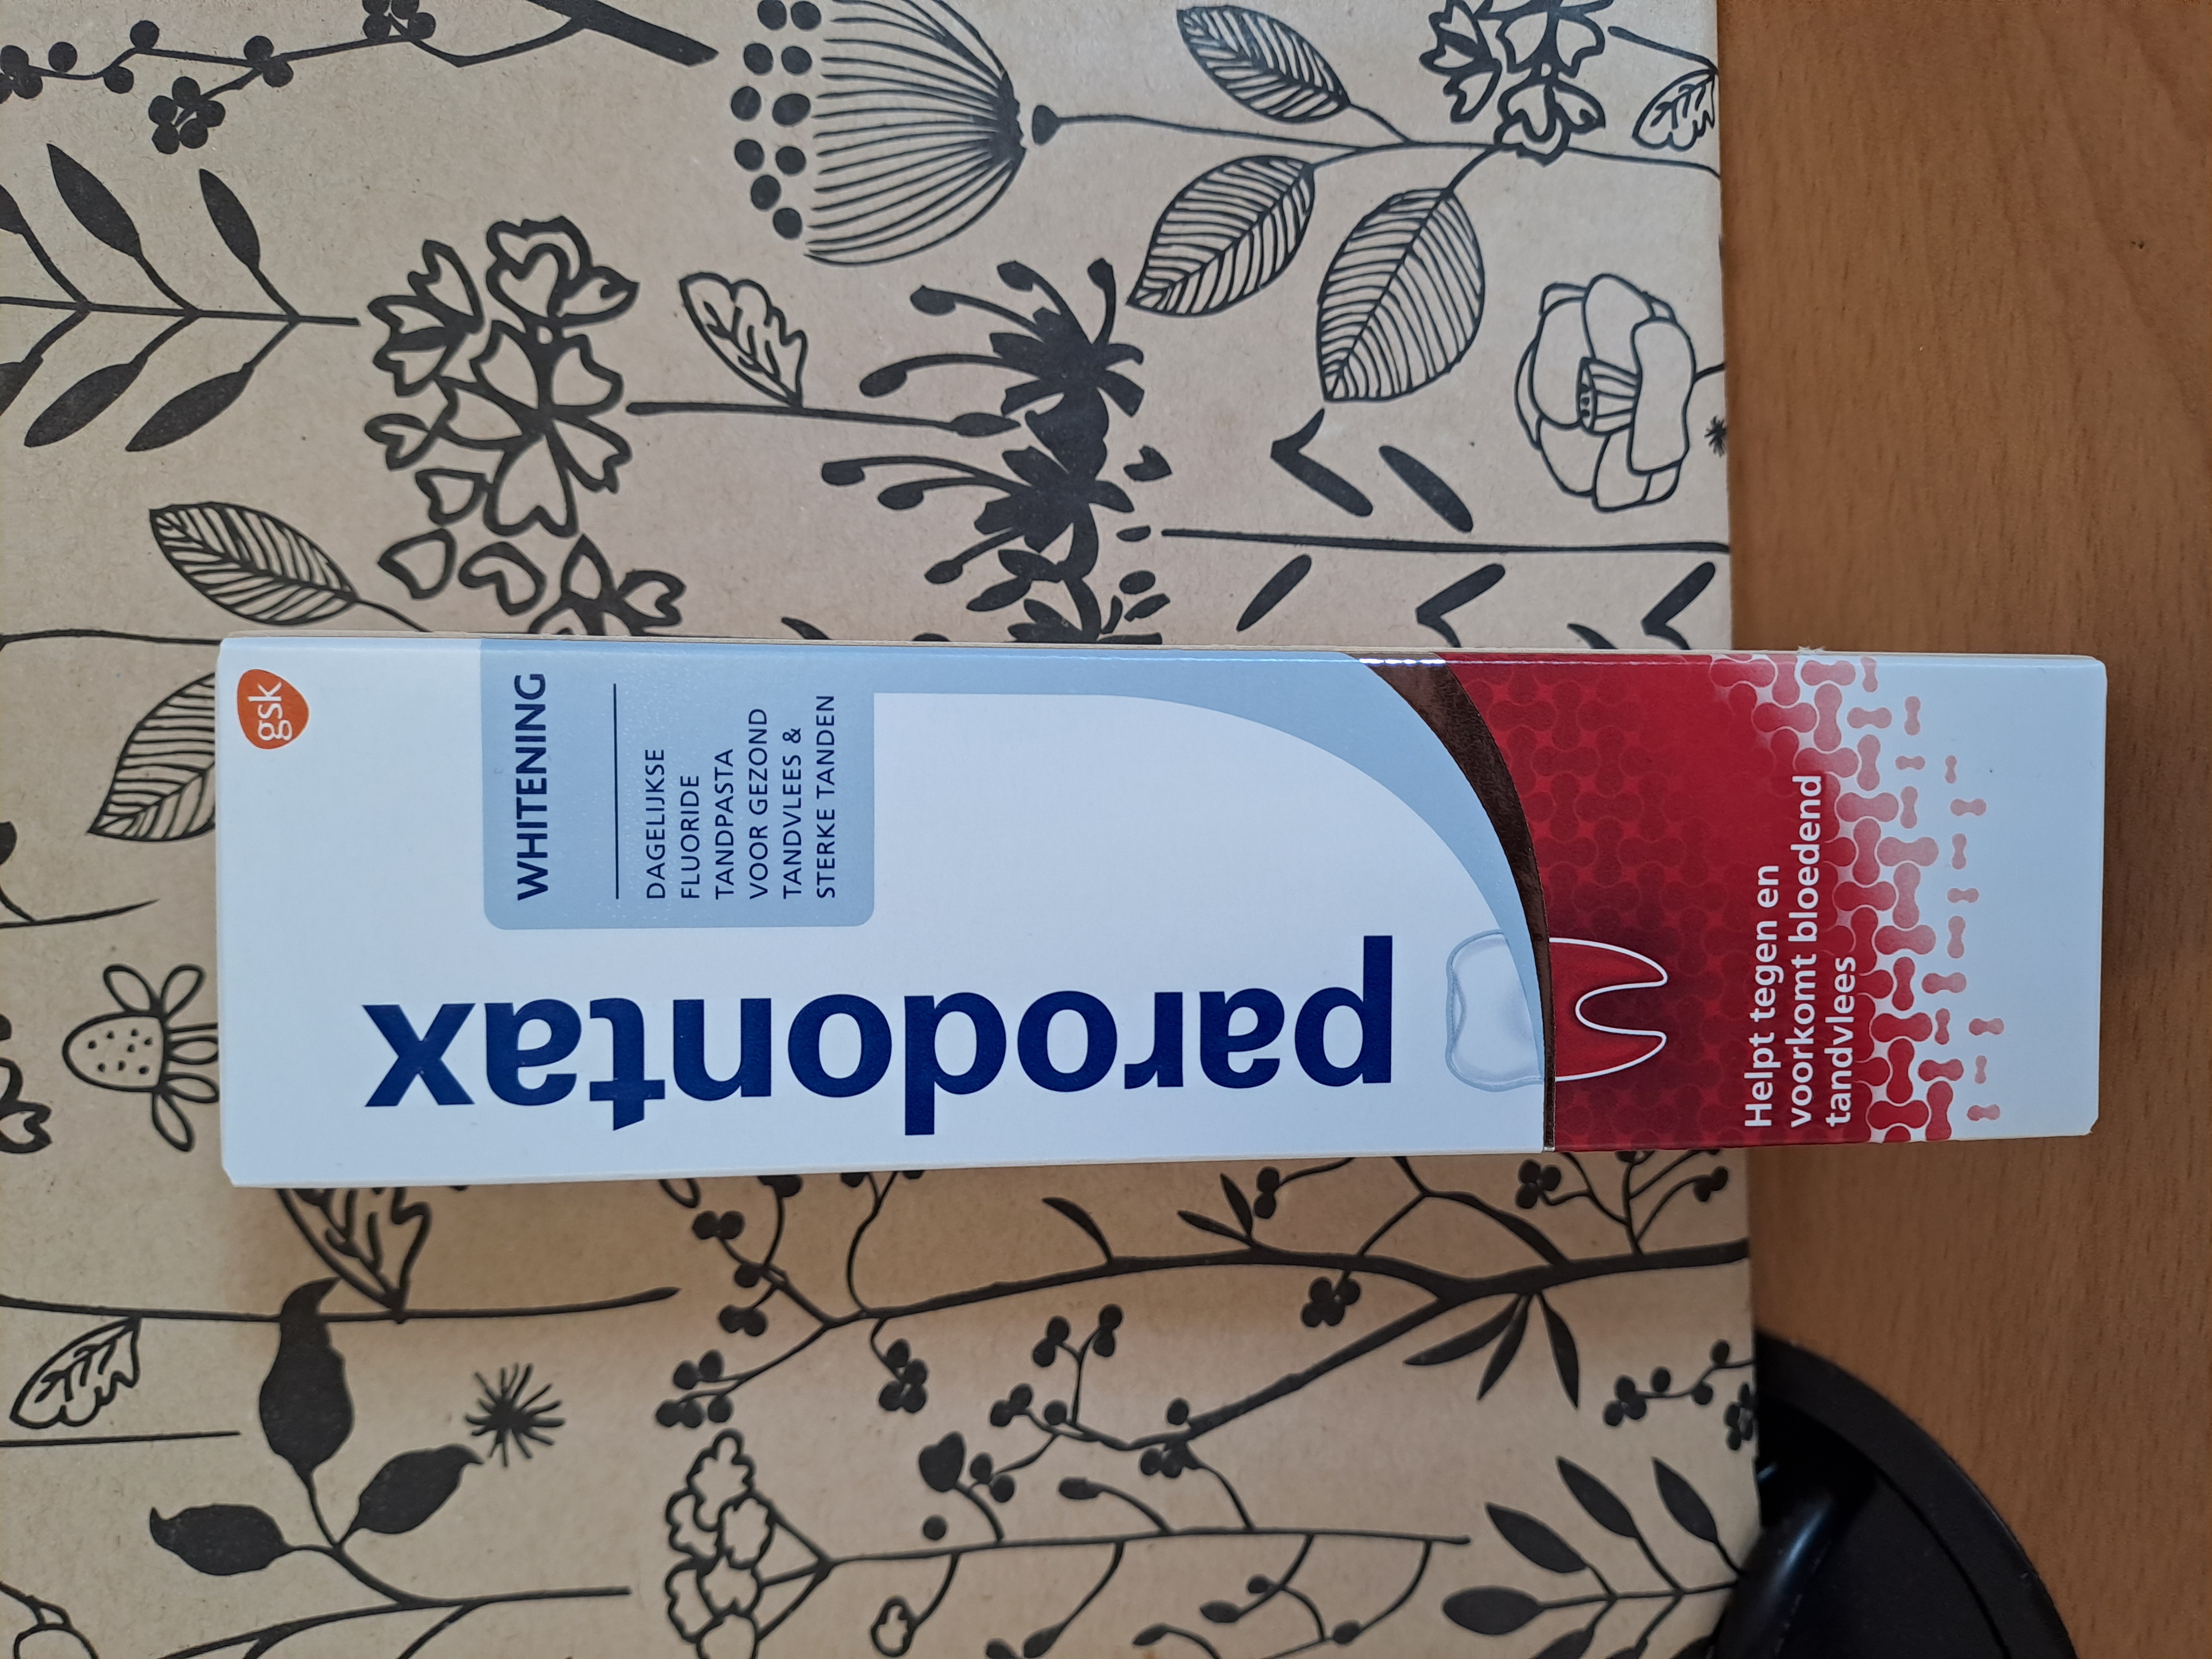 gsk
WHITENING
DAGELIJKSE
FLUORIDE
TANDPASTA
VOOR GEZOND
TANDVLEES &
STERKE TANDEN
parodontax
Helpt tegen en
voorkomt bloedend
tandvlees